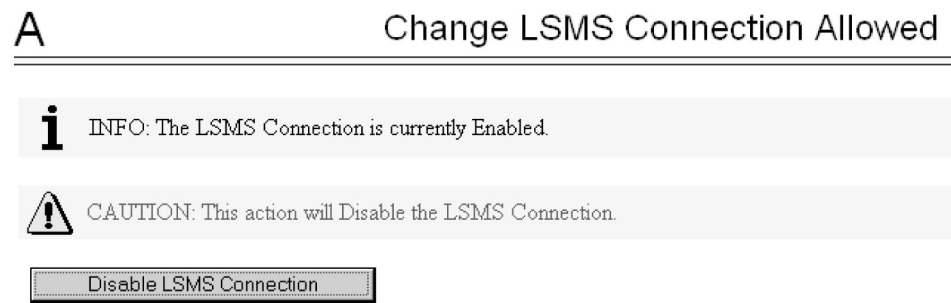 A Change LSMS Connection Allowed
INFO: The LSMS Connection is currently Enabled.
CAUTION: This action will Disable the LSMS Connection.
Disable LSMS Connection